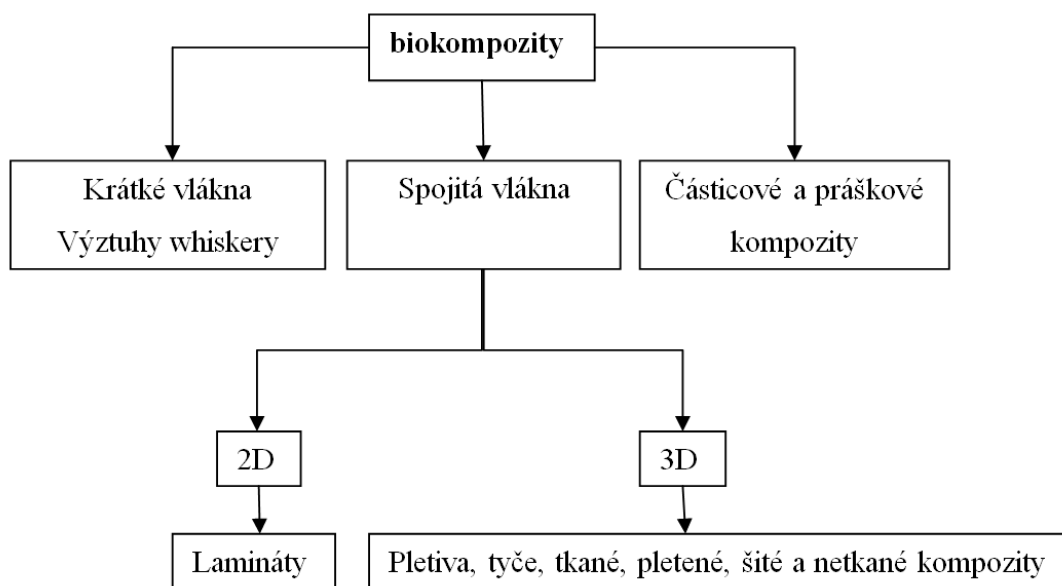 biokompozity
Krátké vlákna
Výztuhy whiskery
Spojitá vlákna
Částicové a práškové
kompozity
2D
3D
Lamináty
Pletiva, tyče, tkané, pletené, šité a netkané kompozity